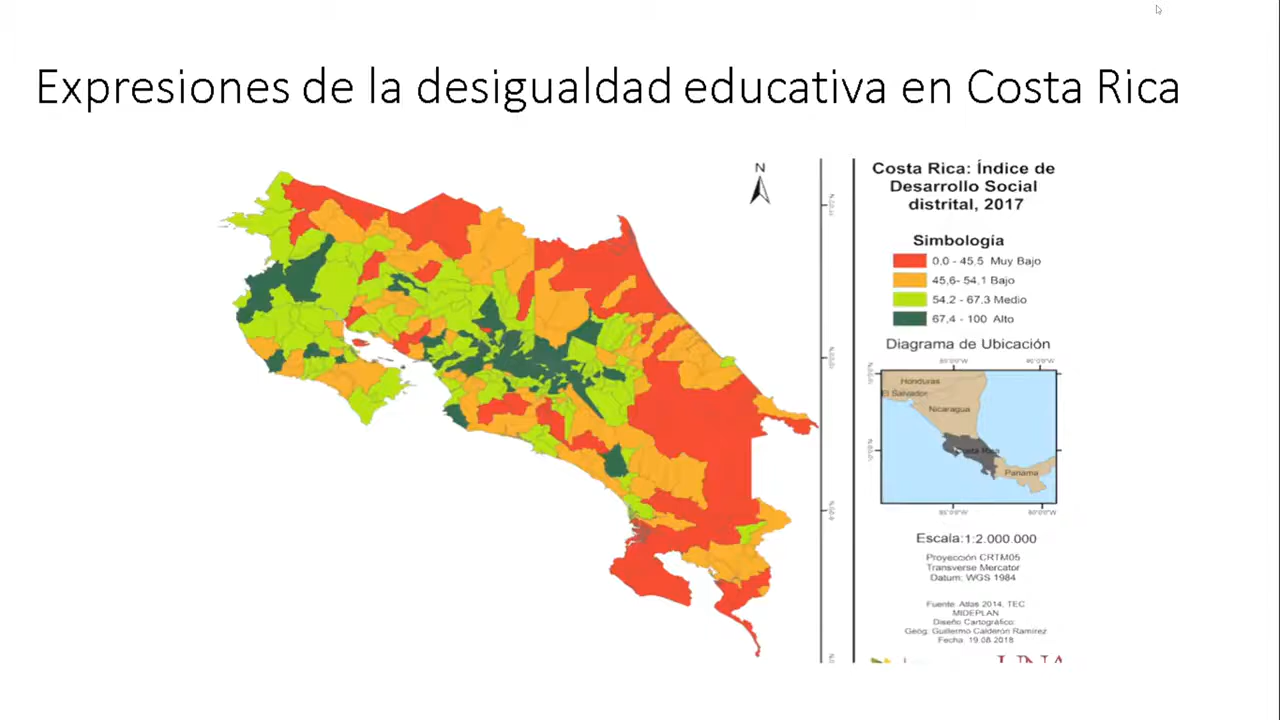 Expresiones de la desigualdad educativa en Costa Rica
N
Costa Rica: Índice de
Desarrollo Social
distrital, 2017
Simbología
0,0 - 45,5 Muy Bajo
45,6- 54,1 Bajo
54,2 - 67,3 Medio
67,4 - 100 Alto
Diagrama de Ubicación
Honduras
El Salvador
Nicaragua
Costa Rica
Panama
Escala:1:2.000.000
Proyección CRTM05
Transverse Mercator
Datum: WGS 1984
Fuente: Atlas 2014, TEC
MIDEPLAN
Diseño Cartográfico:
Geóg: Guillermo Calderón Ramírez
Fecha: 19.08.2018
UNA